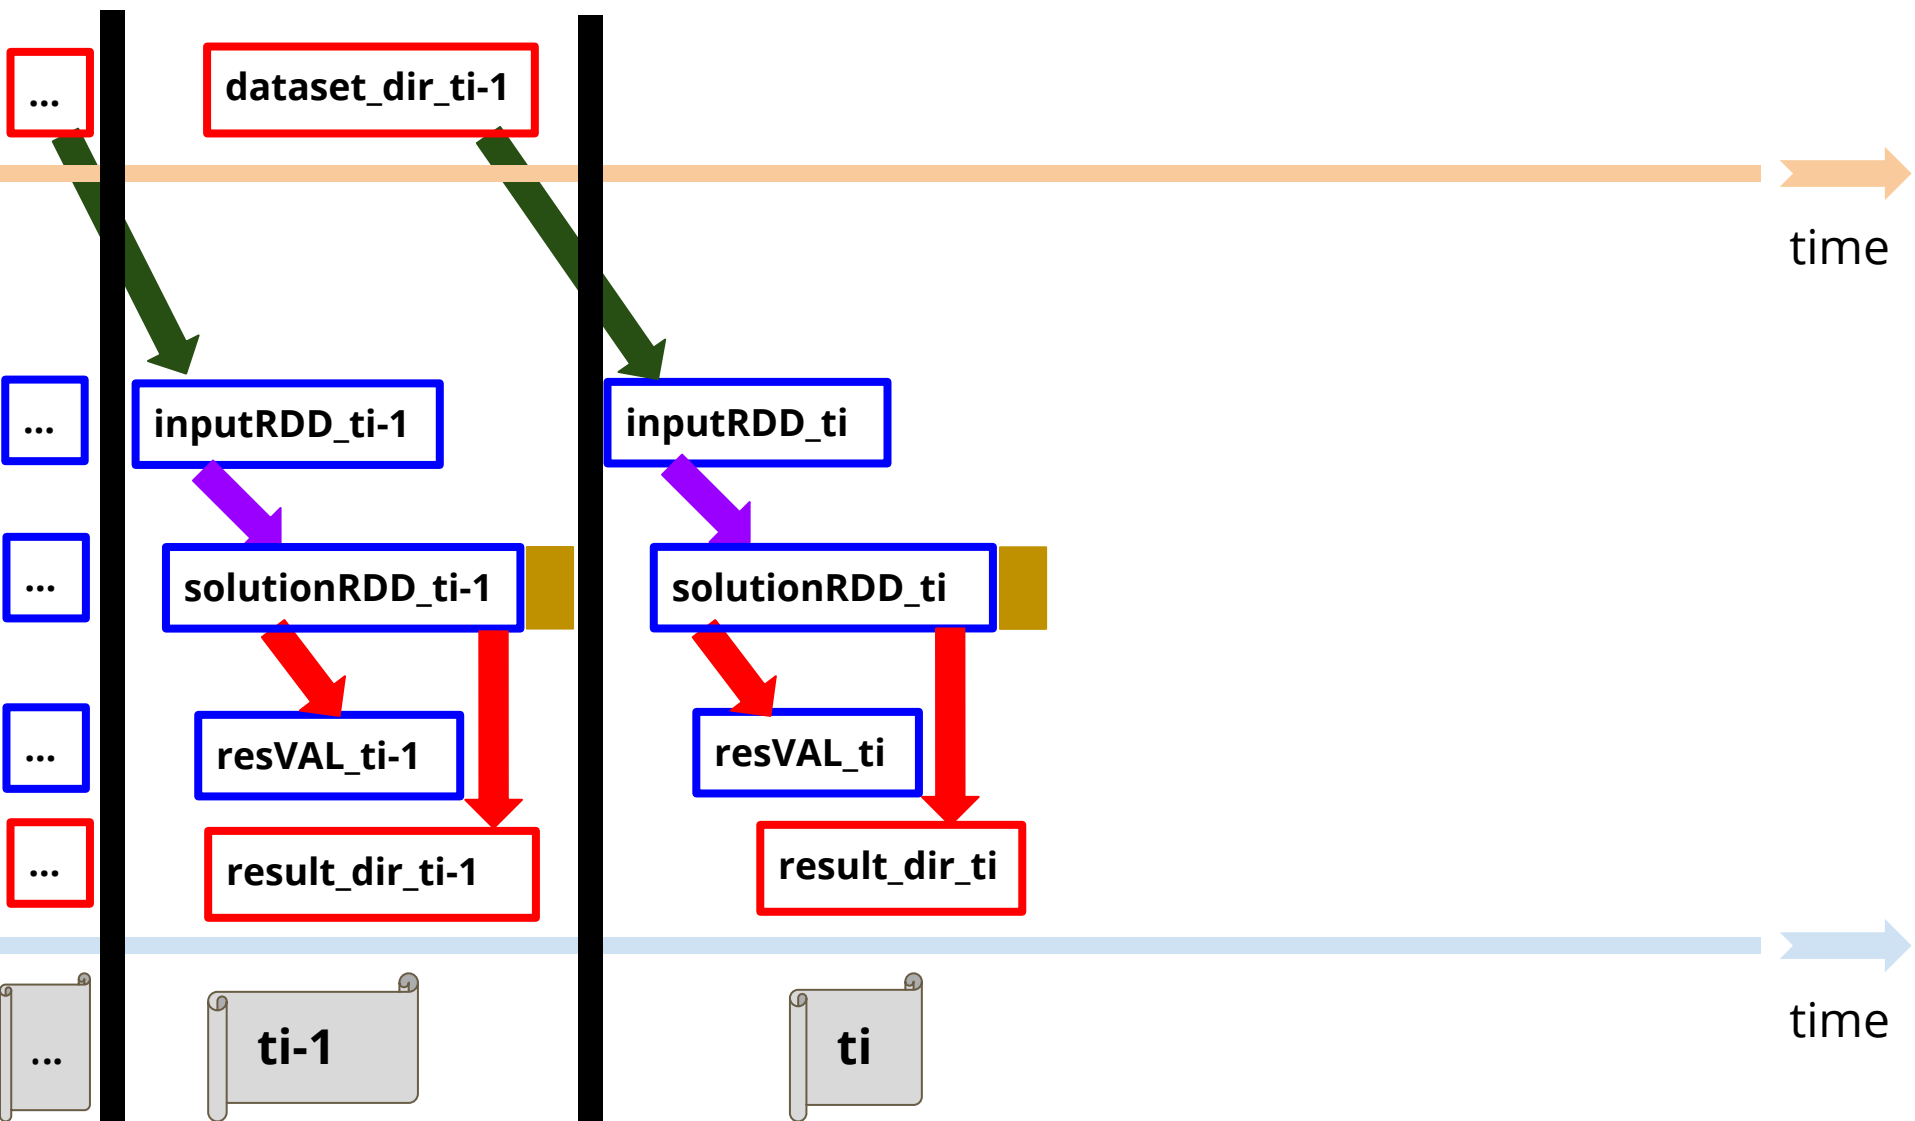 ...
dataset_dir_ti-1
time
...
inputRDD_ti-1
inputRDD_ti
...
solutionRDD_ti-1
solutionRDD_ti
...
resVAL_ti-1
resVAL_ti
...
result_dir_ti-1
result_dir_ti
...
ti-1
ti
time